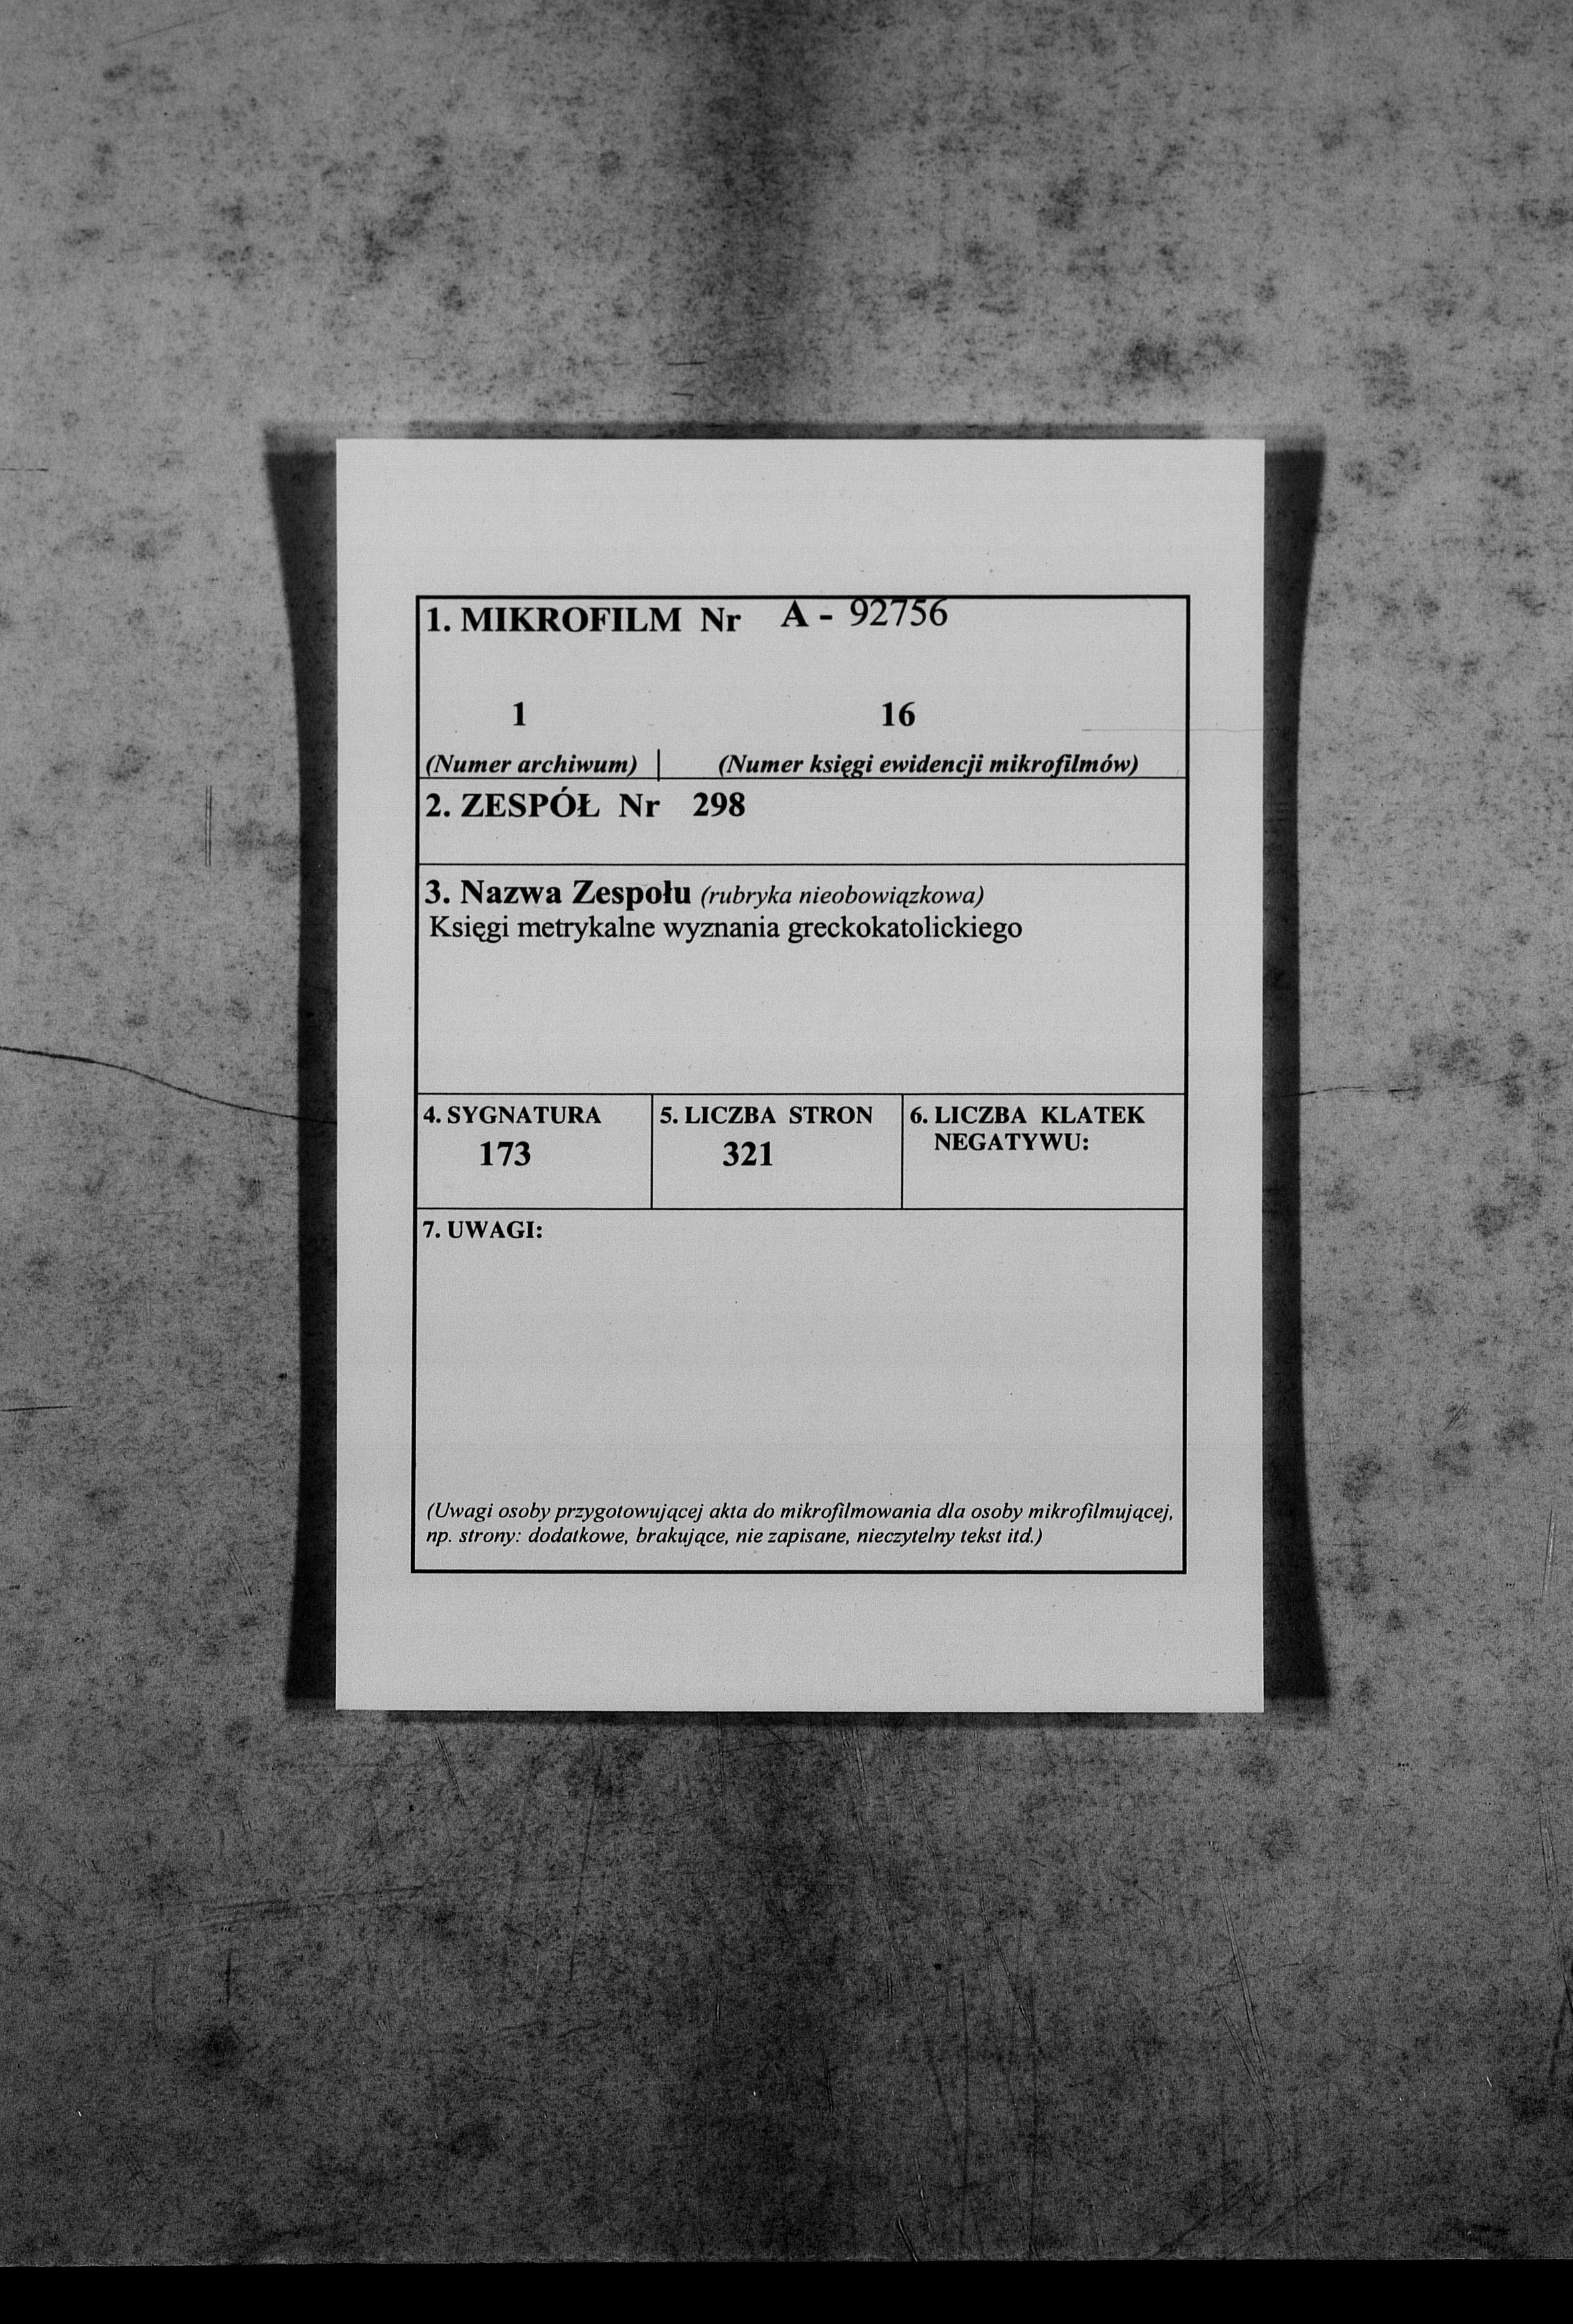 1. MIKROFILM Nr A - 92756
1 16
(Numer archiwum) | (Numer księgi ewidencji mikrofilmów)
2. ZESPÓŁ Nr 298
3. Nazwa Zespołu (rubryka nieobowiązkowa)
Księgi metrykalne wyznania greckokatolickiego
4. SYGNATURA
173
5. LICZBA STRON
321
6. LICZBA KLATEK
NEGATYWU:
7. UWAGI:
(Uwagi osoby przygotowującej akta do mikrofilmowania dla osoby mikrofilmującej,
np. strony: dodatkowe, brakujące, nie zapisane, nieczytelny tekst itd.)